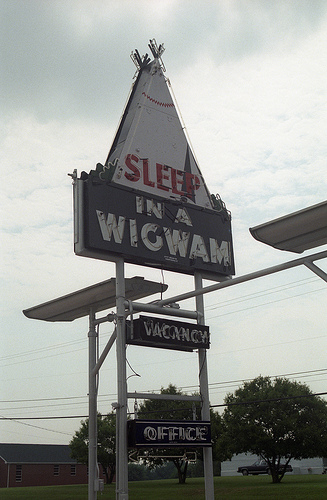 SLEEP
IN A
WIGWAM
VACANCY
OFFICE